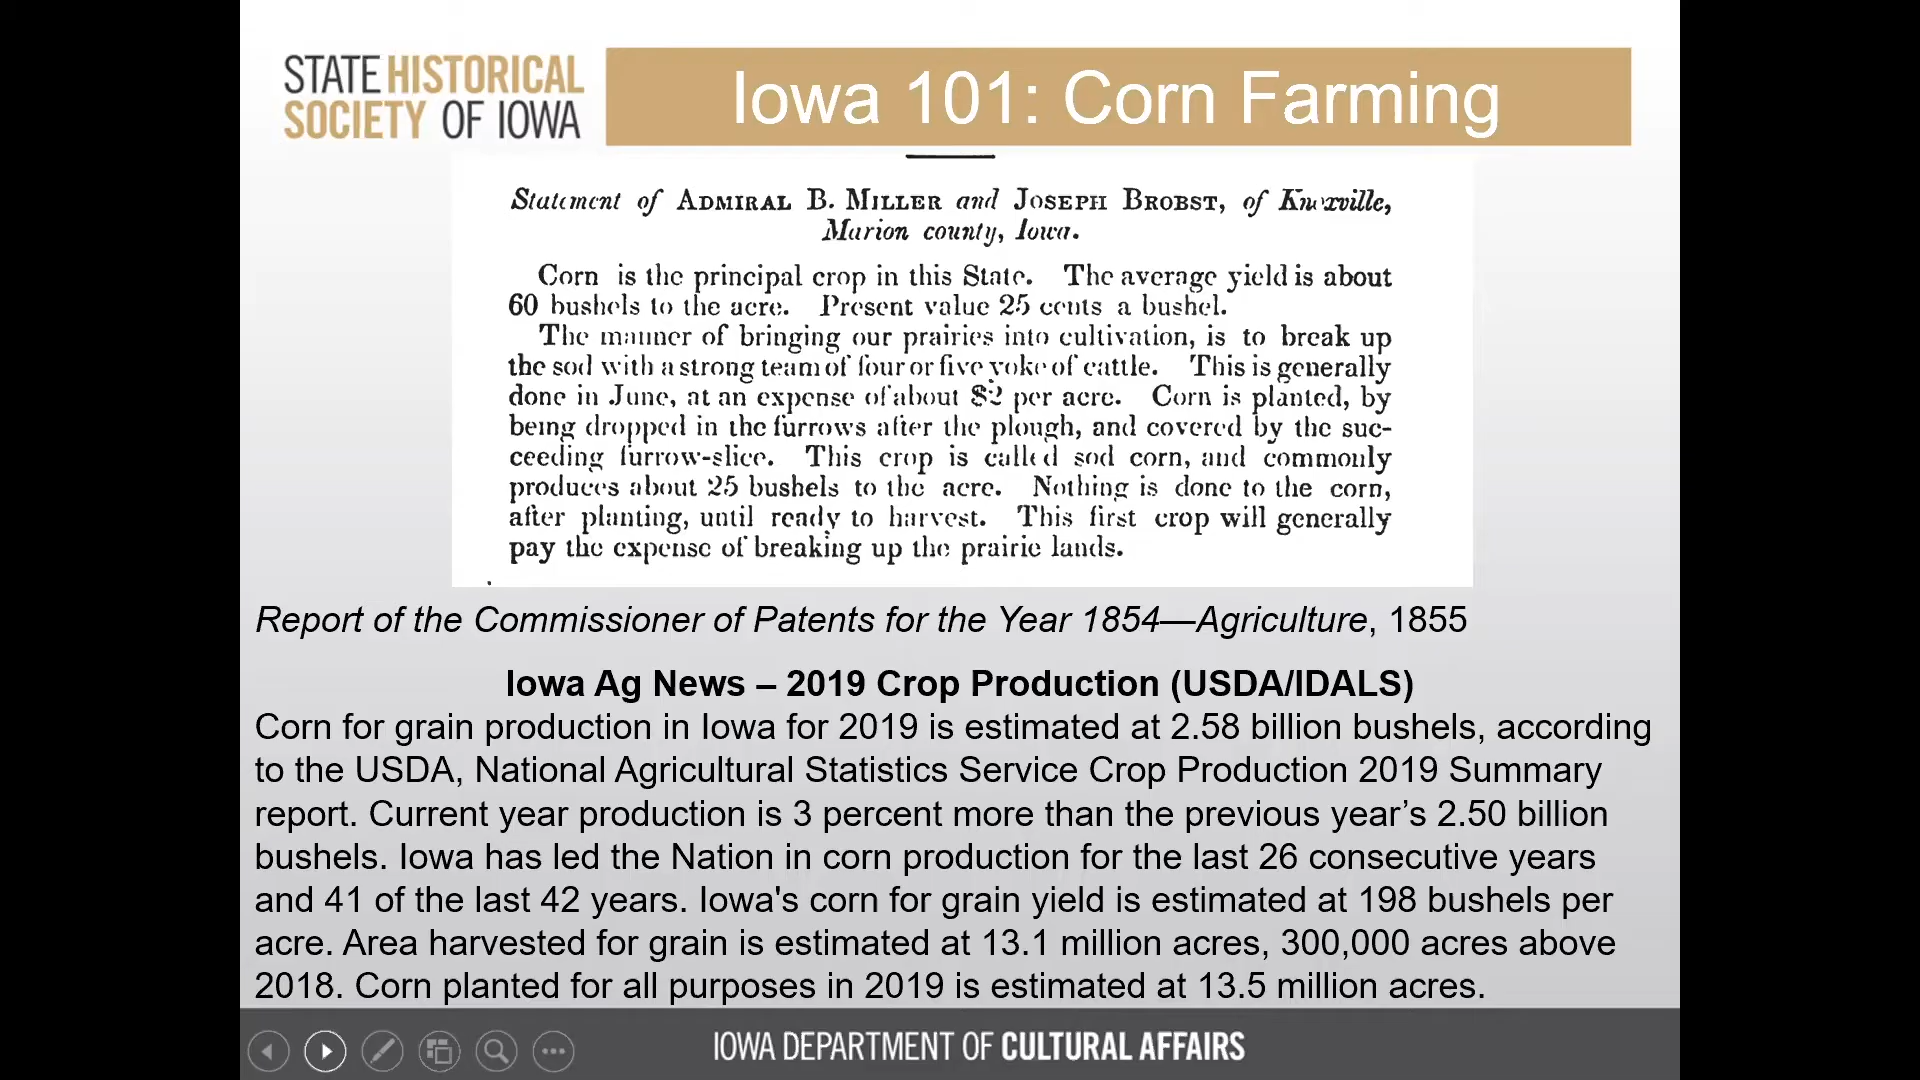 STATE HISTORICAL
SOCIETY OF IOWA
Iowa 101: Corn Farming
Statement of ADMIRAL B. MILLER and JOSEPH BROBST, of Knoxville,
Marion county, Iowa.
Corn is the principal crop in this State. The average yield is about
60 bushels to the acre. Present value 25 cents a bushel.
The manner of bringing our prairies into cultivation, is to break up
the sod with a strong team of four or five yoke of cattle. This is generally
done in June, at an expense of about $2 per acre. Corn is planted, by
being dropped in the furrows after the plough, and covered by the suc-
ceeding furrow-slice. This crop is called sod corn, and commonly
produces about 25 bushels to the acre. Nothing is done to the corn,
after planting, until ready to harvest. This first crop will generally
pay the expense of breaking up the prairie lands.
Report of the Commissioner of Patents for the Year 1854—Agriculture, 1855
Iowa Ag News – 2019 Crop Production (USDA/IDALS)
Corn for grain production in Iowa for 2019 is estimated at 2.58 billion bushels, according
to the USDA, National Agricultural Statistics Service Crop Production 2019 Summary
report. Current year production is 3 percent more than the previous year’s 2.50 billion
bushels. Iowa has led the Nation in corn production for the last 26 consecutive years
and 41 of the last 42 years. Iowa's corn for grain yield is estimated at 198 bushels per
acre. Area harvested for grain is estimated at 13.1 million acres, 300,000 acres above
2018. Corn planted for all purposes in 2019 is estimated at 13.5 million acres.
IOWA DEPARTMENT OF CULTURAL AFFAIRS